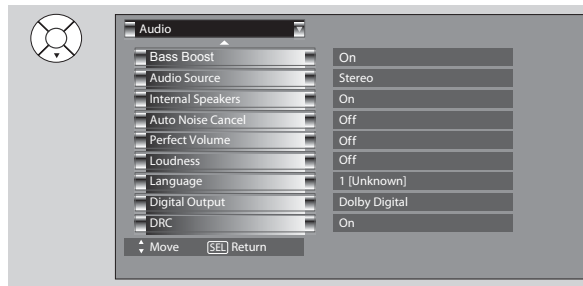 Audio
Bass Boost On
Audio Source Stereo
Internal Speakers On
Auto Noise Cancel Off
Perfect Volume Off
Loudness Off
Language 1 [Unknown]
Digital Output Dolby Digital
DRC On
Move SEL Return